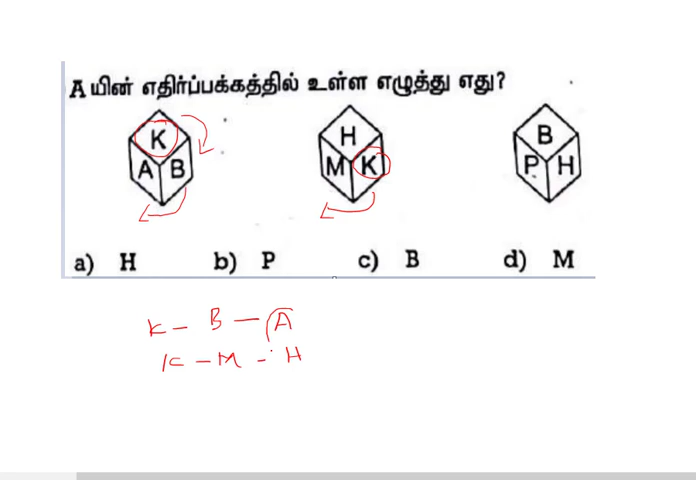 A யின் எதிர்ப்பக்கத்தில் உள்ள எழுத்து எது?
K A B
H M K
B P H
a) H b) P c) B d) M
K - B - A
K - M - H